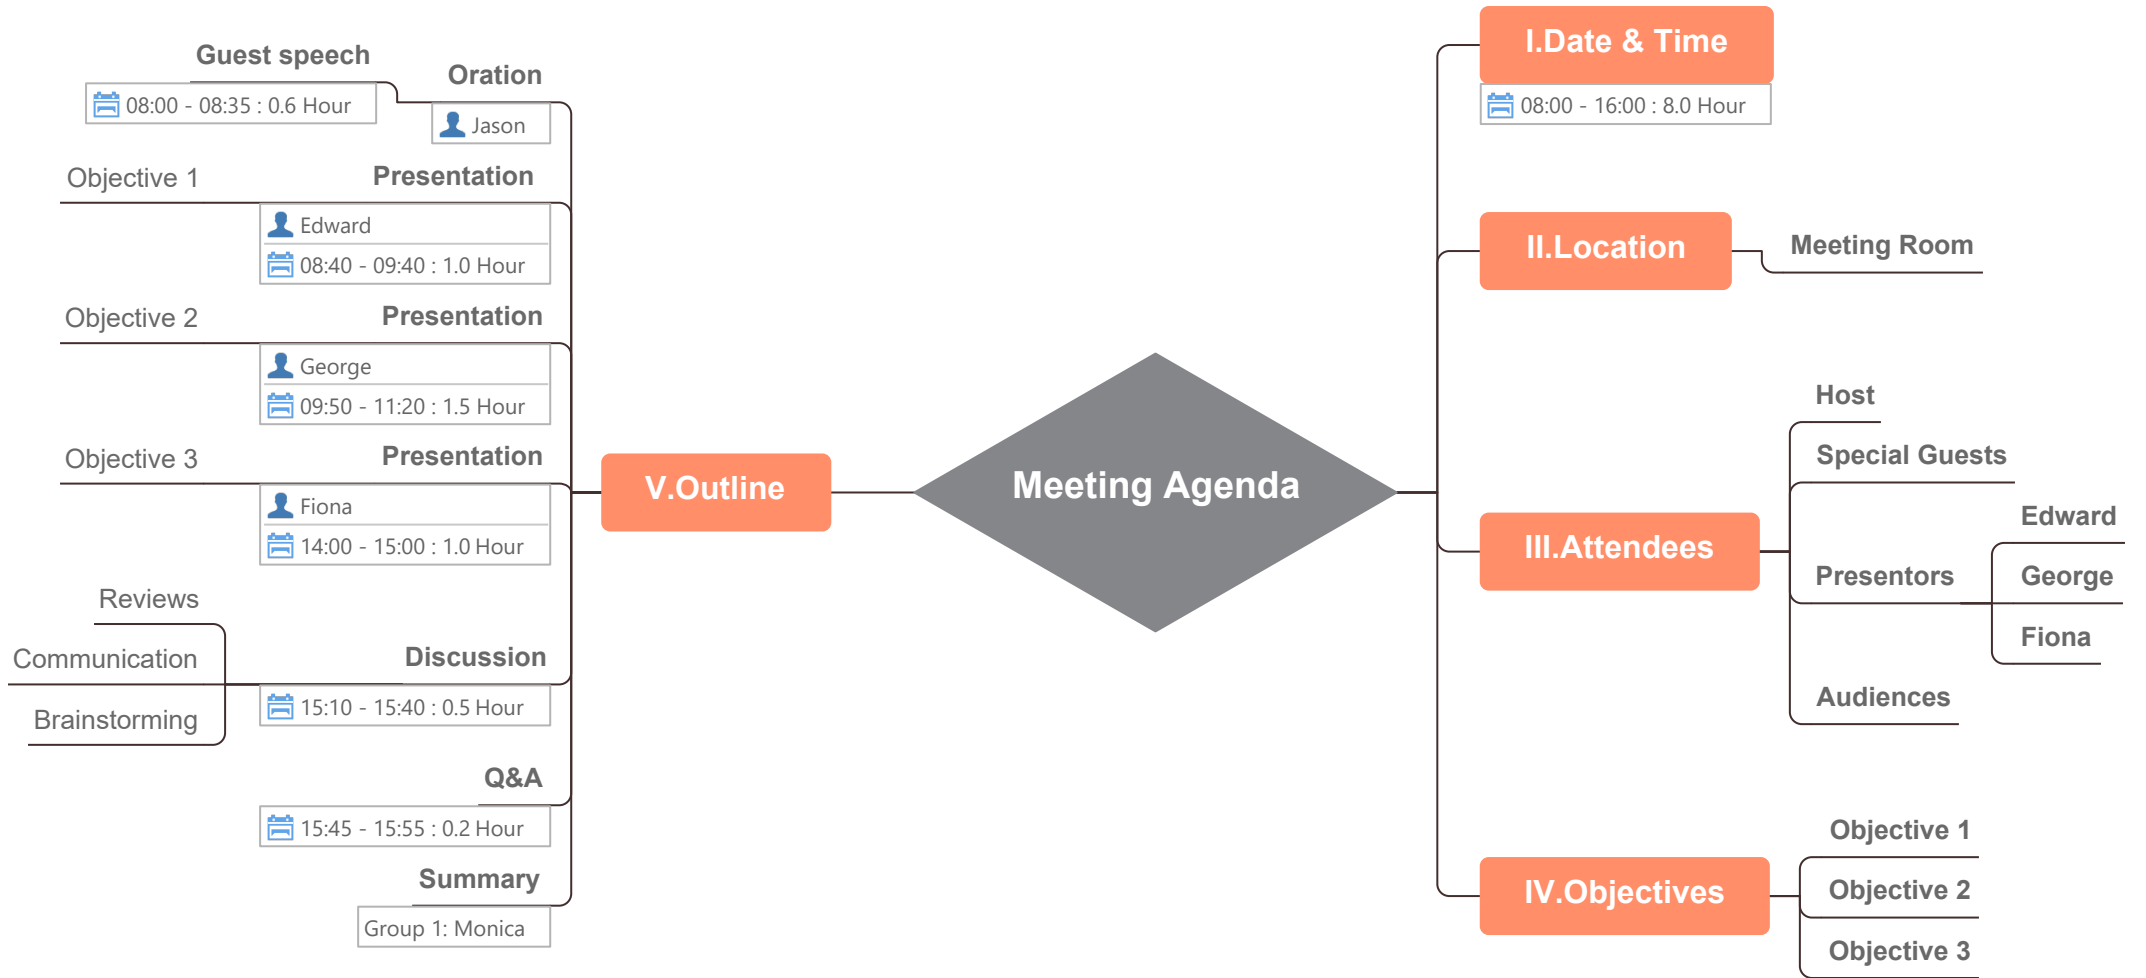 Meeting Agenda
I.Date & Time
08:00 - 16:00 : 8.0 Hour
II.Location
Meeting Room
III.Attendees
Host
Special Guests
Presentors
Edward
George
Fiona
Audiences
IV.Objectives
Objective 1
Objective 2
Objective 3
V.Outline
Oration
Jason
Guest speech
08:00 - 08:35 : 0.6 Hour
Presentation
Edward
08:40 - 09:40 : 1.0 Hour
Objective 1
Presentation
George
09:50 - 11:20 : 1.5 Hour
Objective 2
Presentation
Fiona
14:00 - 15:00 : 1.0 Hour
Objective 3
Discussion
15:10 - 15:40 : 0.5 Hour
Reviews
Communication
Brainstorming
Q&A
15:45 - 15:55 : 0.2 Hour
Summary
Group 1: Monica